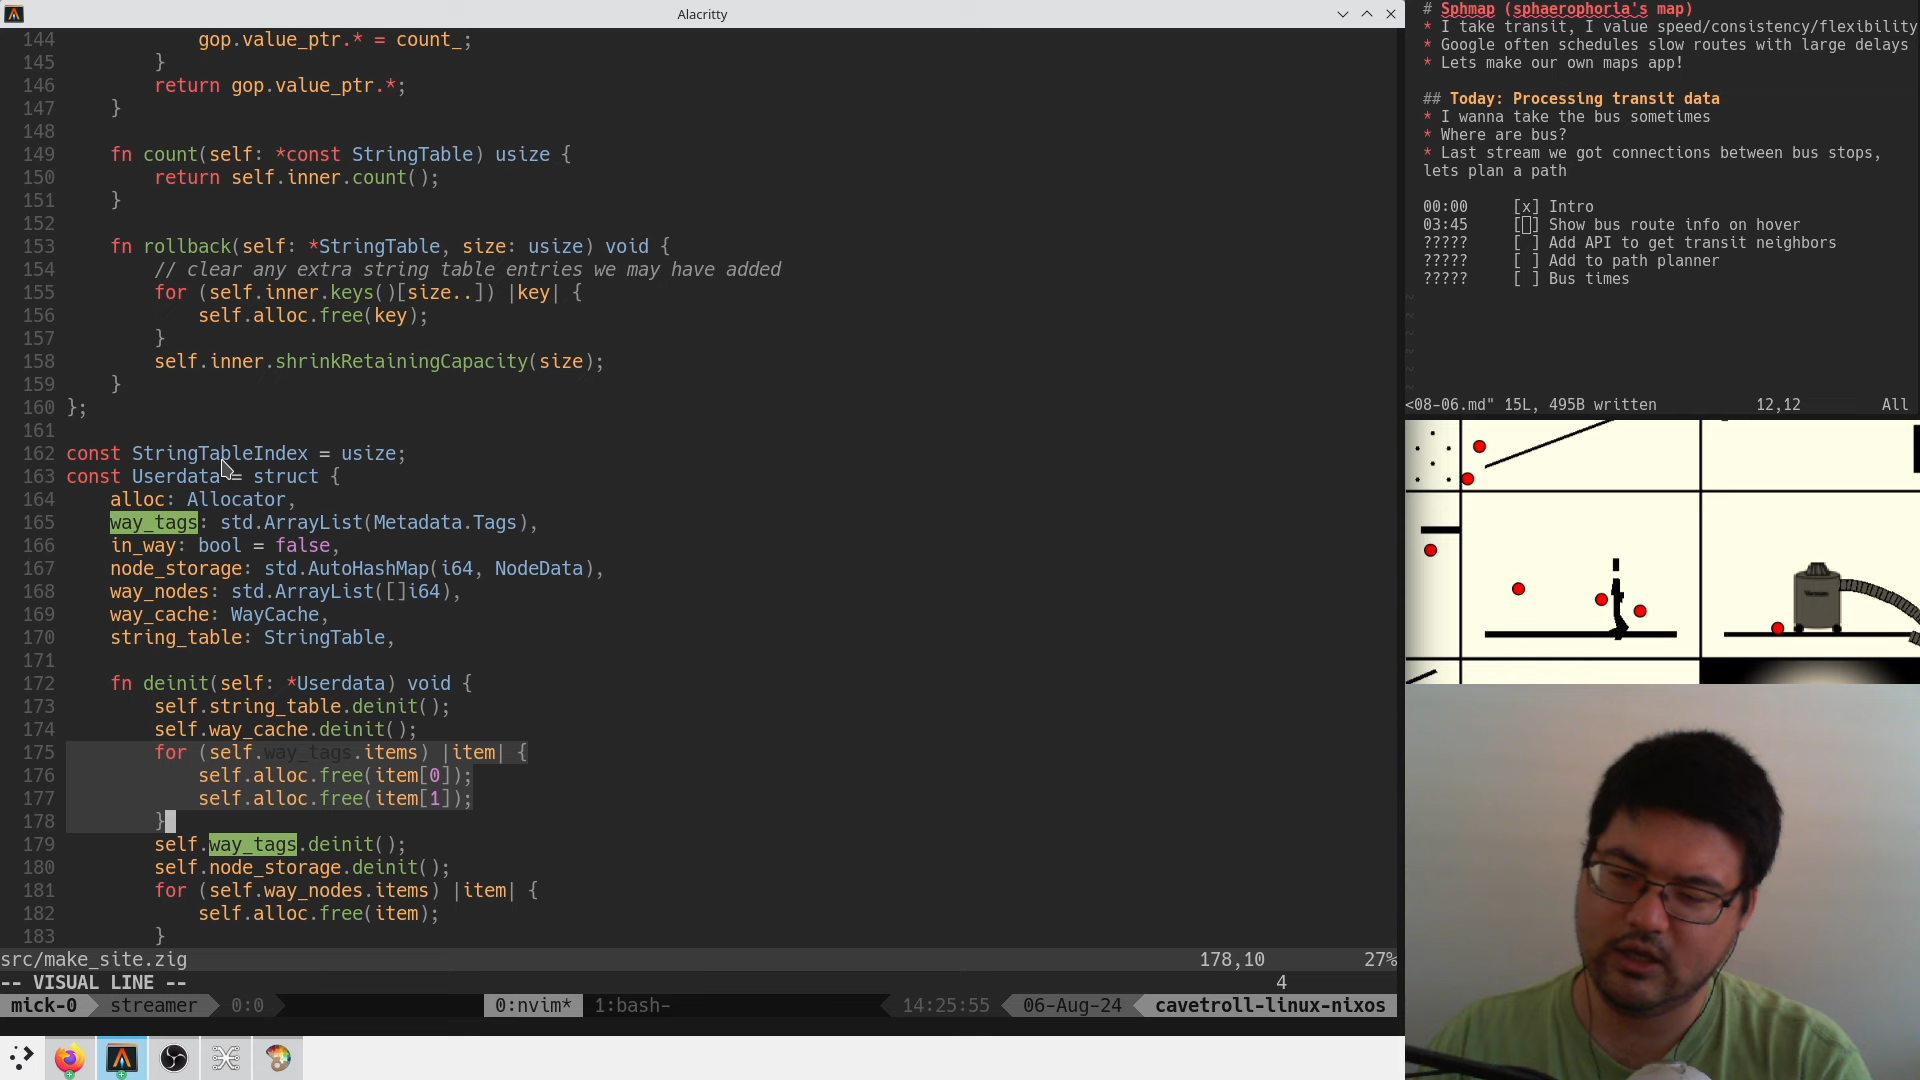 Alacritty
144 gop.value_ptr.* = count_;
145 }
146 return gop.value_ptr.*;
147 }
148
149 fn count(self: *const StringTable) usize {
150 return self.inner.count();
151 }
152
153 fn rollback(self: *StringTable, size: usize) void {
154 // clear any extra string table entries we may have added
155 for (self.inner.keys()[size..]) |key| {
156 self.alloc.free(key);
157 }
158 self.inner.shrinkRetainingCapacity(size);
159 }
160 };
161
162 const StringTableIndex = usize;
163 const Userdata = struct {
164 alloc: Allocator,
165 way_tags: std.ArrayList(Metadata.Tags),
166 in_way: bool = false,
167 node_storage: std.AutoHashMap(i64, NodeData),
168 way_nodes: std.ArrayList([]i64),
169 way_cache: WayCache,
170 string_table: StringTable,
171
172 fn deinit(self: *Userdata) void {
173 self.string_table.deinit();
174 self.way_cache.deinit();
175 for (self.way_tags.items) |item| {
176 self.alloc.free(item[0]);
177 self.alloc.free(item[1]);
178 }
179 self.way_tags.deinit();
180 self.node_storage.deinit();
181 for (self.way_nodes.items) |item| {
182 self.alloc.free(item);
183 }
src/make_site.zig 178,10 27%
-- VISUAL LINE -- 4
mick-0 streamer 0:0 0:nvim* 1:bash- 14:25:55 06-Aug-24 cavetroll-linux-nixos
# Sphmap (sphaerophoria's map)
* I take transit, I value speed/consistency/flexibility
* Google often schedules slow routes with large delays
* Lets make our own maps app!
## Today: Processing transit data
* I wanna take the bus sometimes
* Where are bus?
* Last stream we got connections between bus stops,
lets plan a path
00:00 [x] Intro
03:45 [ ] Show bus route info on hover
????? [ ] Add API to get transit neighbors
????? [ ] Add to path planner
????? [ ] Bus times
~
~
~
~
~
~
<08-06.md" 15L, 495B written 12,12 All